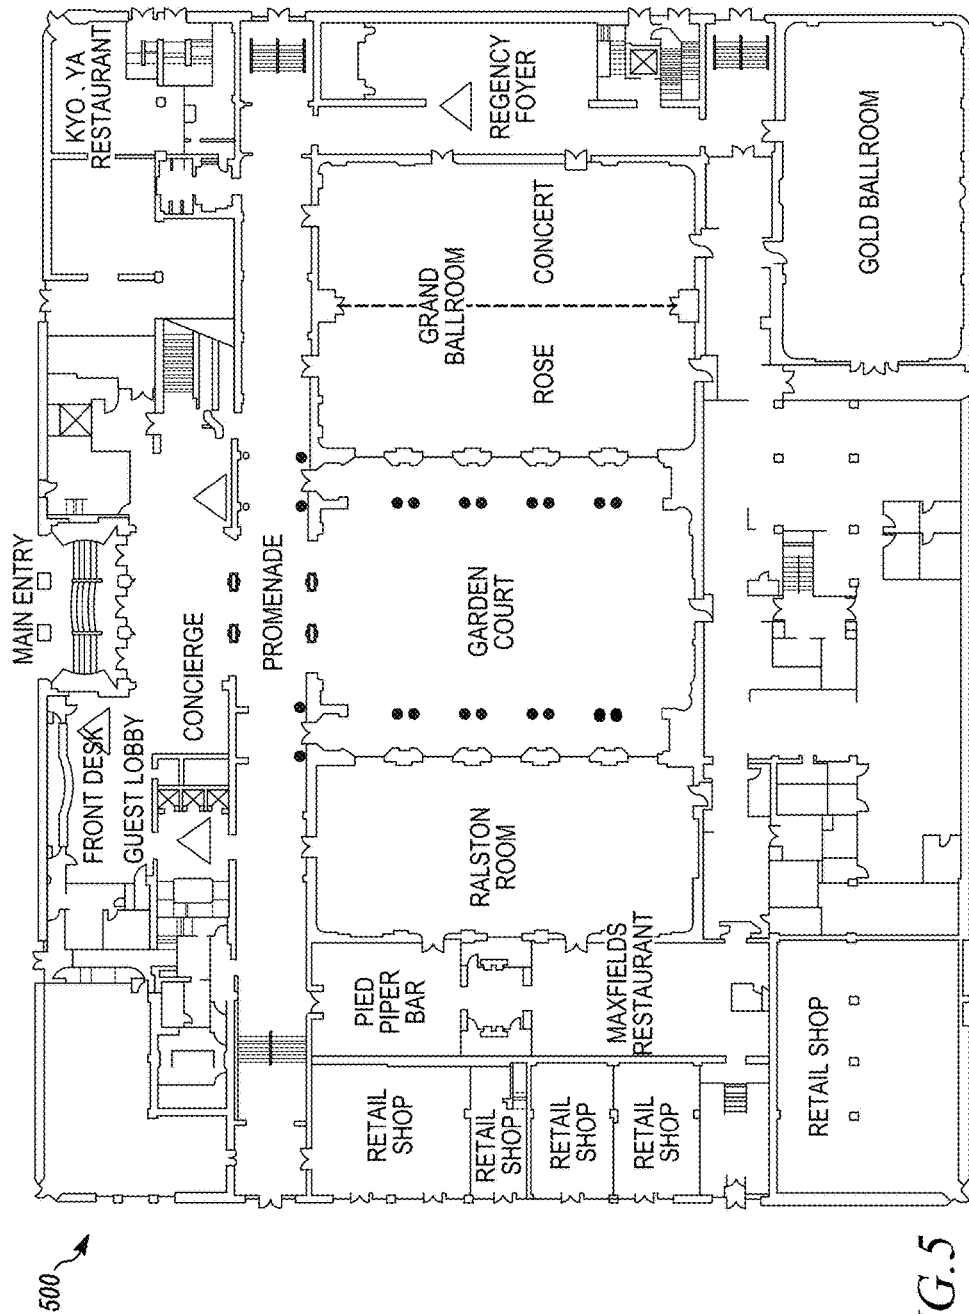 500
MAIN ENTRY
FRONT DESK
GUEST LOBBY
CONCIERGE
KYO . YA
RESTAURANT
PROMENADE
RETAIL
SHOP
PIED
PIPER
BAR
RALSTON
ROOM
GARDEN
COURT
GRAND
BALLROOM
ROSE
CONCERT
REGENCY
FOYER
RETAIL
SHOP
RETAIL
SHOP
RETAIL
SHOP
MAXFIELDS
RESTAURANT
RETAIL SHOP
GOLD BALLROOM
G.5